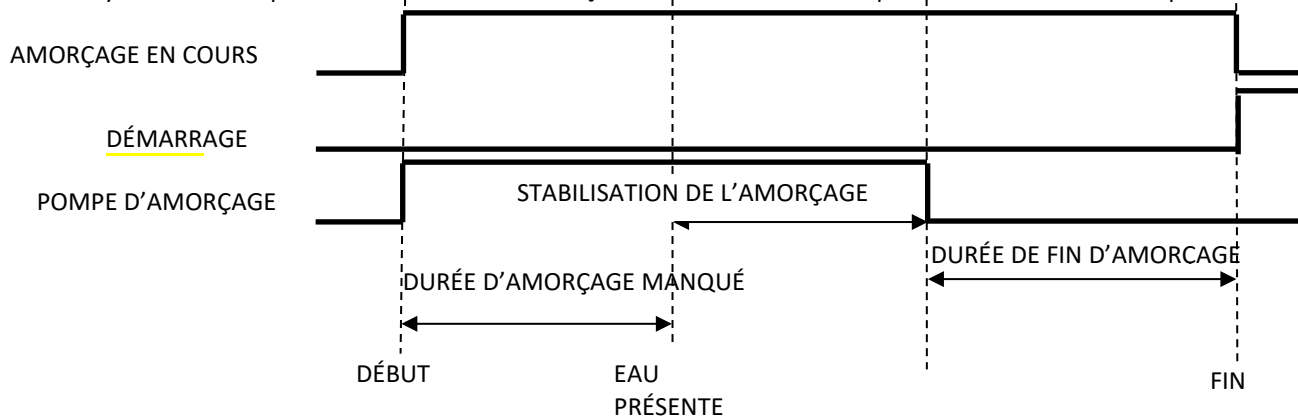 AMORÇAGE EN COURS
DÉMARRAGE
POMPE D’AMORÇAGE
STABILISATION DE L’AMORÇAGE
DURÉE DE FIN D’AMORCAGE
DURÉE D’AMORÇAGE MANQUÉ
DÉBUT
EAU
PRÉSENTE
FIN